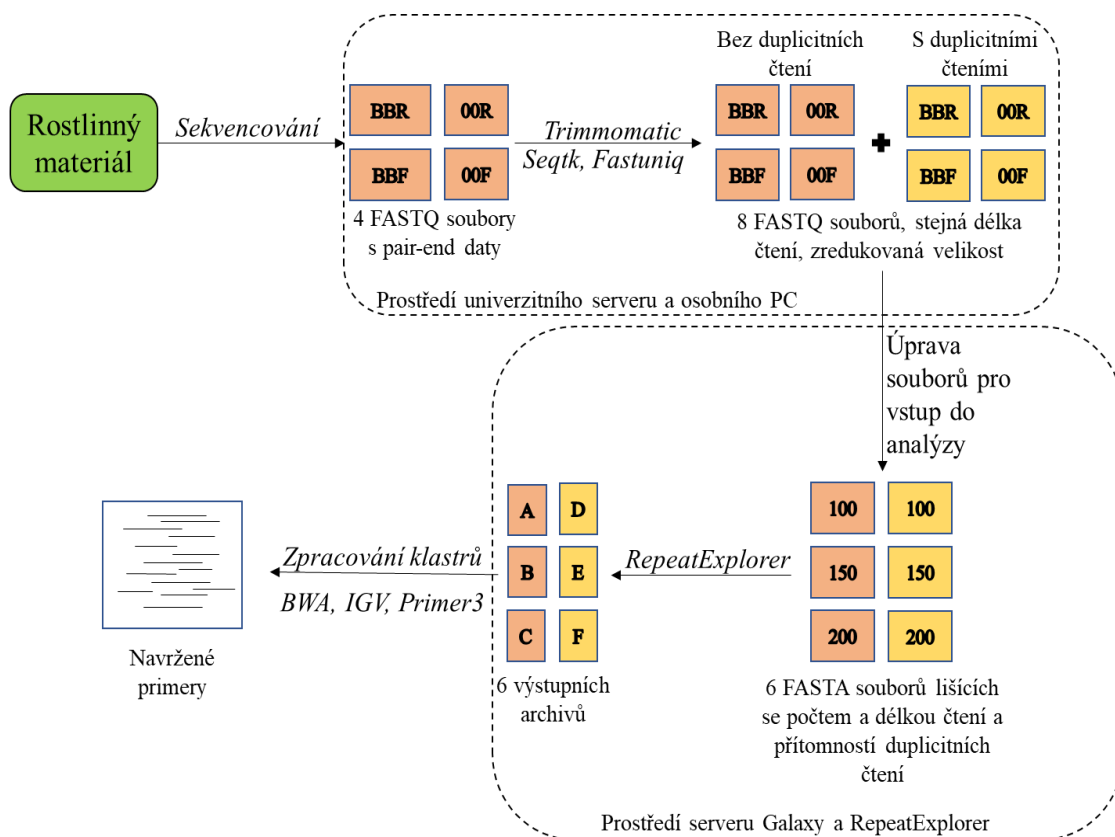 Rostlinný
materiál
Sekvencování
BBR
00R
BBF
00F
4 FASTQ soubory
s pair-end daty
Trimmomatic
Seqtk, Fastuniq
Bez duplicitních
čtení
BBR
00R
BBF
00F
S duplicitními
čteními
BBR
00R
BBF
00F
8 FASTQ souborů, stejná délka
čtení, zredukovaná velikost
Prostředí univerzitního serveru a osobního PC
Úprava
souborů pro
vstup do
analýzy
100
100
150
150
200
200
6 FASTA souborů lišících
se počtem a délkou čtení a
přítomností duplicitních
čtení
RepeatExplorer
A
D
B
E
C
F
6 výstupních
archivů
Zpracování klastrů
BWA, IGV, Primer3
Navržené
primery
Prostředí serveru Galaxy a RepeatExplorer